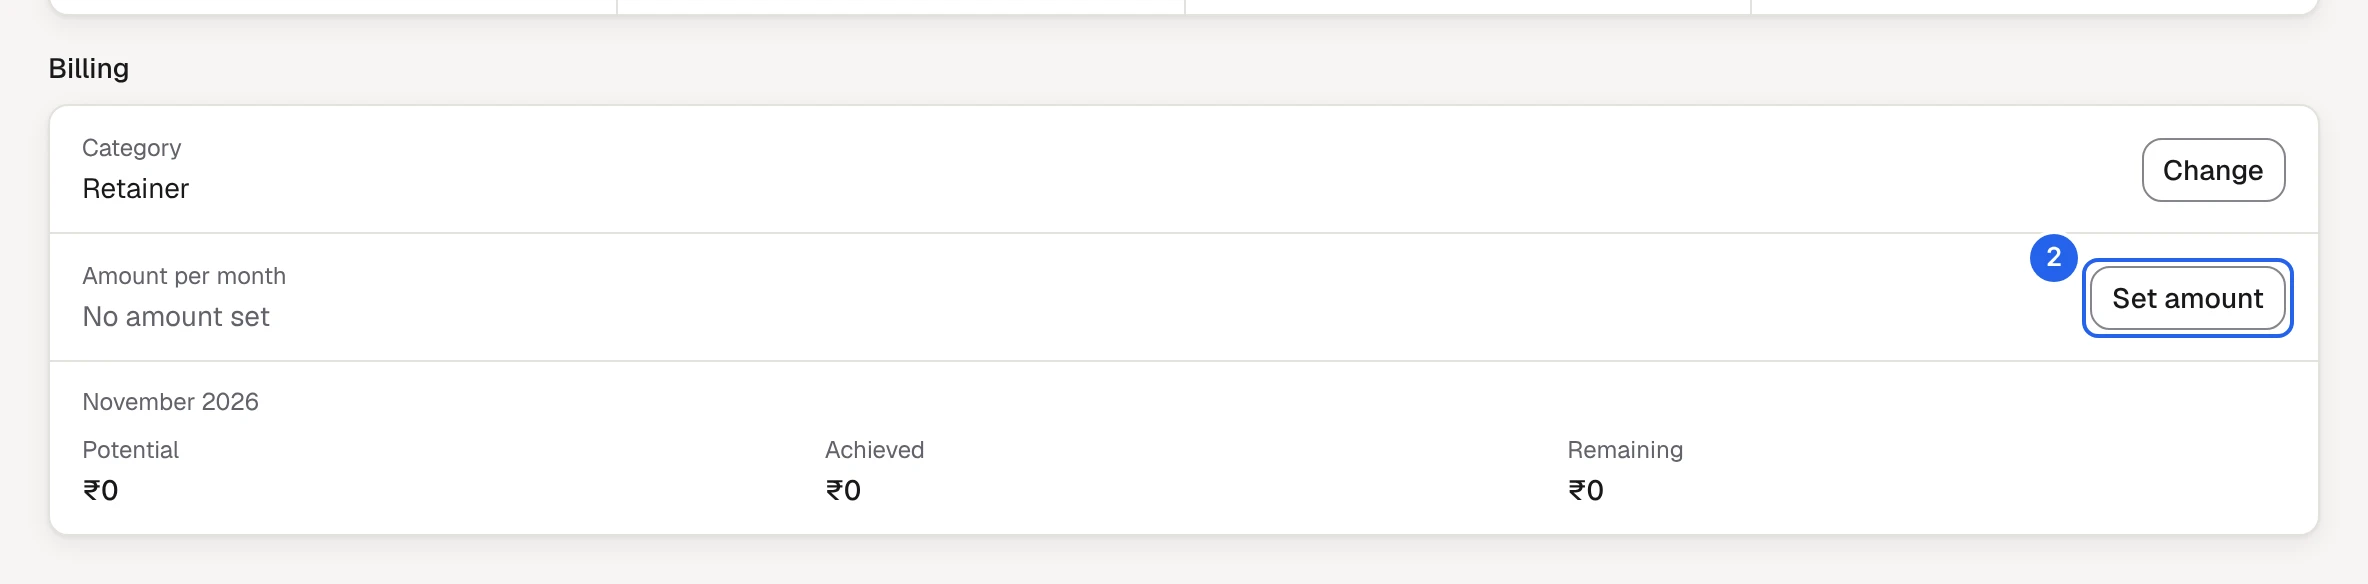 Billing
Category
Retainer
Change
2
Amount per month
No amount set
Set amount
November 2026
Potential
Achieved
Remaining
₹0
₹0
₹0